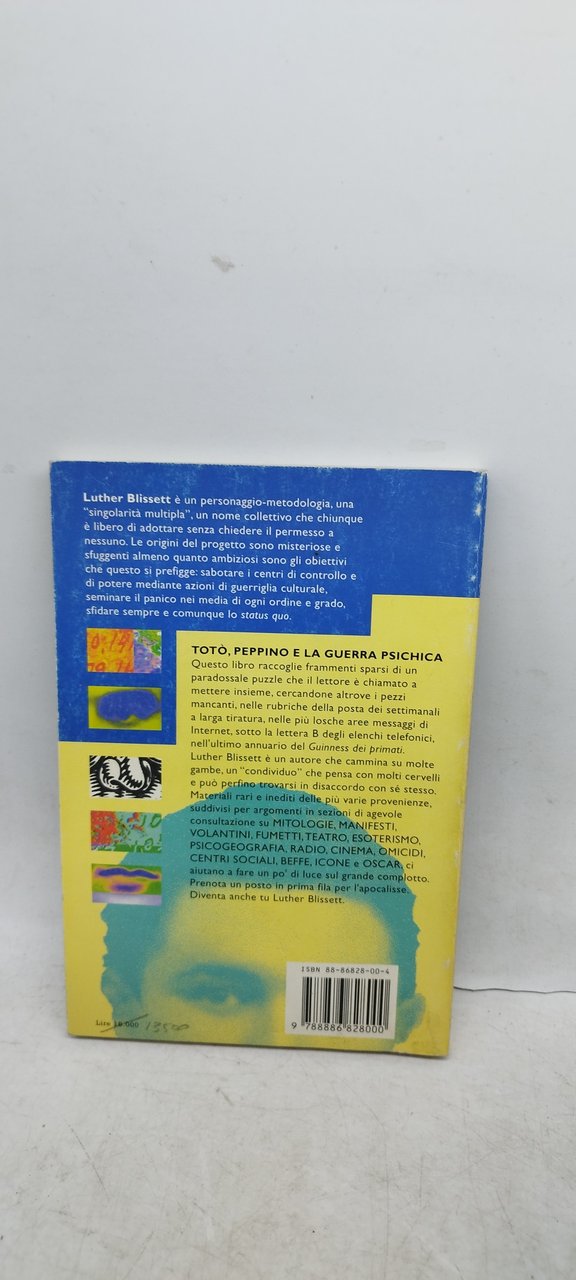 Luther Blissett è un personaggio-metodologia, una
"singolarità multipla", un nome collettivo che chiunque
è libero di adottare senza chiedere il permesso a
nessuno. Le origini del progetto sono misteriose e
sfuggenti almeno quanto ambiziosi sono gli obiettivi
che questo si prefigge: sabotare i centri di controllo e
di potere mediante azioni di guerriglia culturale,
seminare il panico nei media di ogni ordine e grado,
sfidare sempre e comunque lo status quo.
TOTÒ, PEPPINO E LA GUERRA PSICHICA
Questo libro raccoglie frammenti sparsi di un
paradossale puzzle che il lettore è chiamato a
mettere insieme, cercandone altrove i pezzi
mancanti, nelle rubriche della posta dei settimanali
a larga tiratura, nelle più losche aree messaggi di
Internet, sotto la lettera B degli elenchi telefonici,
nell'ultimo annuario del Guinness dei primati.
Luther Blissett è un autore che cammina su molte
gambe, un "condividuo" che pensa con molti cervelli
e può perfino trovarsi in disaccordo con sé stesso.
Materiali rari e inediti delle più varie provenienze,
suddivisi per argomenti in sezioni di agevole
consultazione su MITOLOGIE, MANIFESTI,
VOLANTINI, FUMETTI, TEATRO, ESOTERISMO,
PSICOGEOGRAFIA, RADIO, CINEMA, OMICIDI,
CENTRI SOCIALI, BEFFE, ICONE e OSCAR, ci
aiutano a fare un po' di luce sul grande complotto.
Prenota un posto in prima fila per l'apocalisse.
Diventa anche tu Luther Blissett.
ISBN 88-86828-00-4
9 788886 828000
Lire 18.000 13500